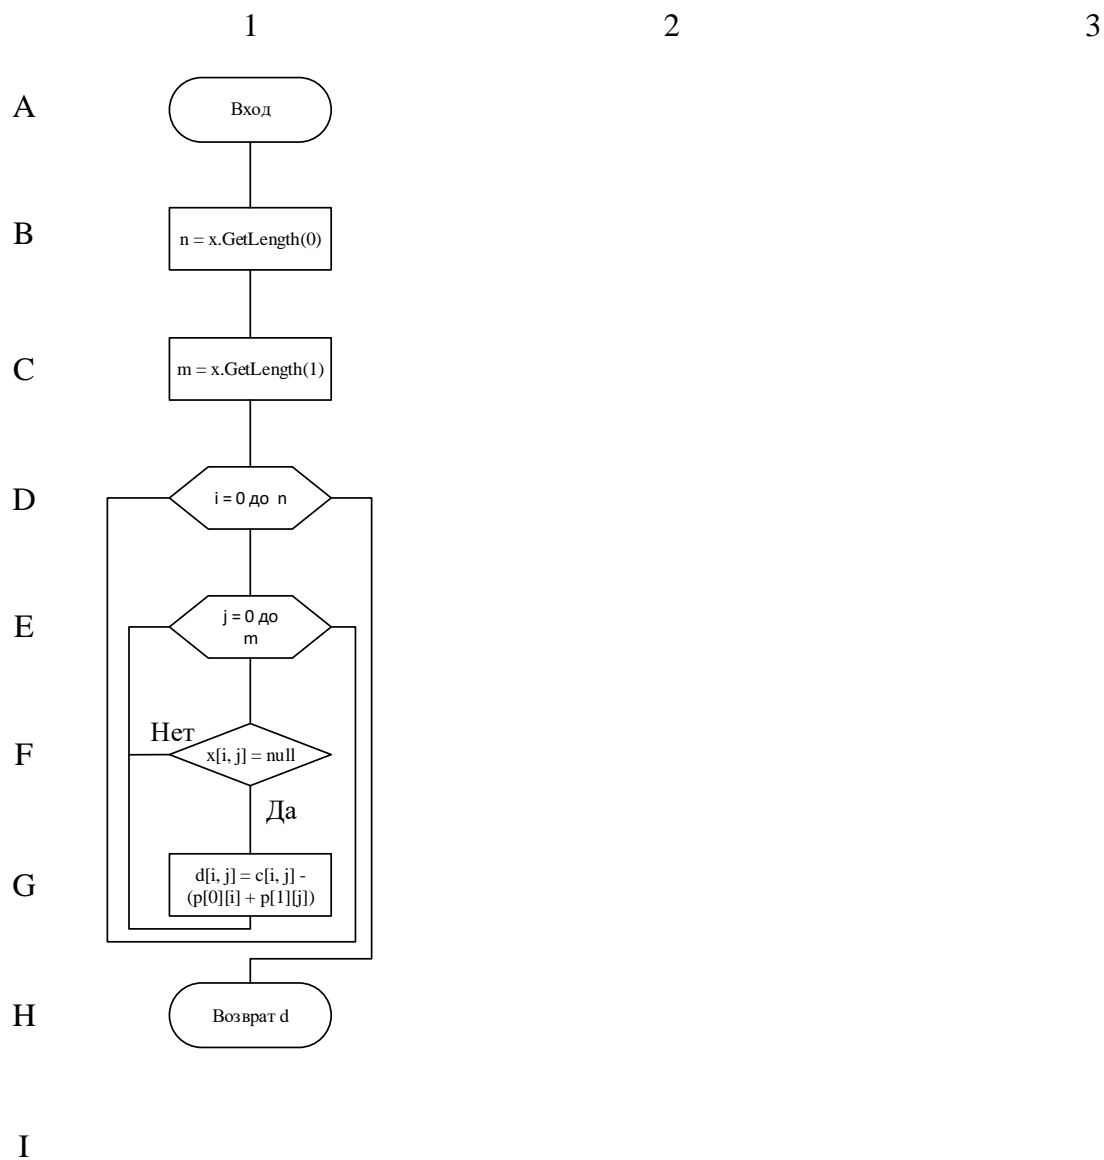 1 2 3
A
Вход
B
n = x.GetLength(0)
C
m = x.GetLength(1)
D
i = 0 до n
E
j = 0 до
m
Нет
F
x[i, j] = null
Да
G
d[i, j] = c[i, j] -
(p[0][i] + p[1][j])
H
Возврат d
I